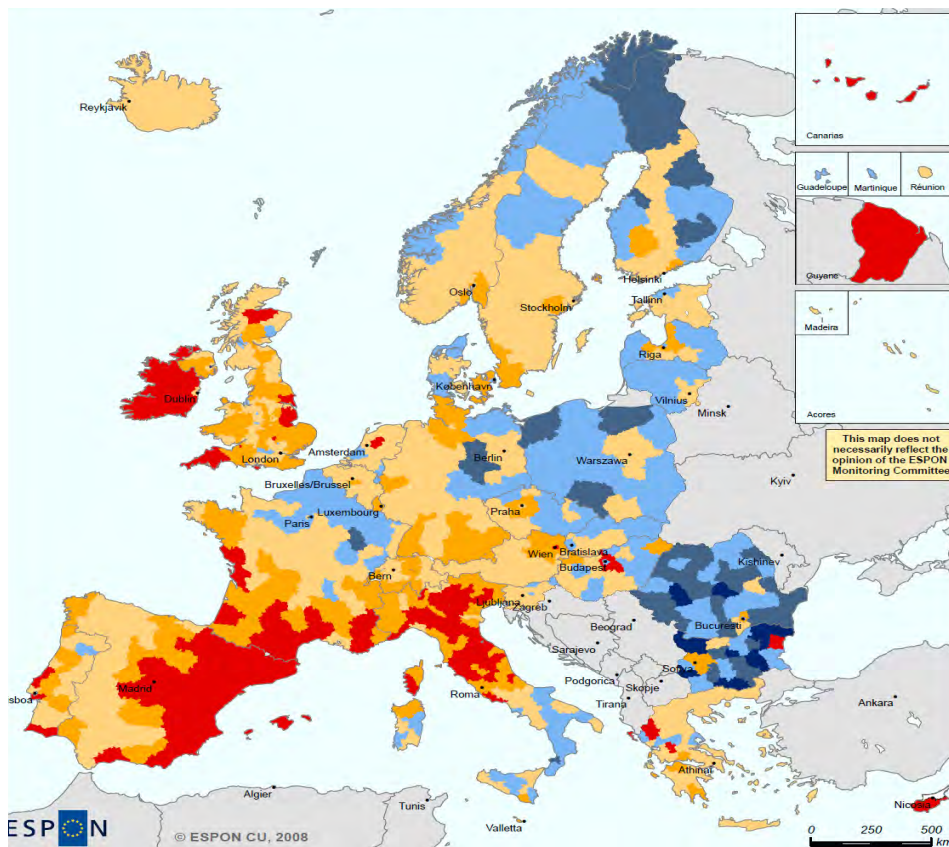 Reykjavik
Canarias
Guadeloupe
Martinique
Réunion
Guyane
Helsinki
Tallinn
Oslo
Stockholm
Madeira
Riga
København
Vilnius
Minsk
Acores
Dublin
This map does not
necessarily reflect the
opinion of the ESPON
Monitoring Committee
London
Amsterdam
Berlin
Warszawa
Kyiv
Bruxelles/Brussel
Luxembourg
Praha
Paris
Wien
Bratislava
Kishinev
Budapest
Bern
Ljubljana
Zagreb
Beograd
Bucuresti
Sarajevo
Sofiya
Madrid
isboa
Roma
Podgorica
Skopje
Tirana
Ankara
Athinai
Algier
Tunis
Nicosia
Valletta
ESPON
© ESPON CU, 2008
0 250 500
km